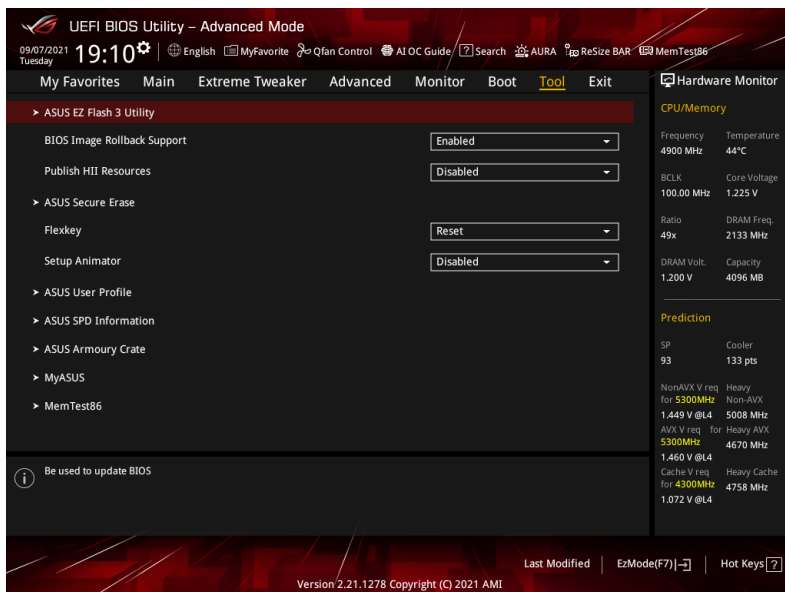 UEFI BIOS Utility – Advanced Mode
09/07/2021 Tuesday 19:10 English MyFavorite Qfan Control AI OC Guide ? Search AURA ReSize BAR MemTest86
My Favorites Main Extreme Tweaker Advanced Monitor Boot Tool Exit
Hardware Monitor
➤ ASUS EZ Flash 3 Utility
BIOS Image Rollback Support Enabled
Publish HII Resources Disabled
➤ ASUS Secure Erase
Flexkey Reset
Setup Animator Disabled
➤ ASUS User Profile
➤ ASUS SPD Information
➤ ASUS Armoury Crate
➤ MyASUS
➤ MemTest86
Be used to update BIOS
CPU/Memory
Frequency Temperature
4900 MHz 44°C
BCLK Core Voltage
100.00 MHz 1.225 V
Ratio DRAM Freq.
49x 2133 MHz
DRAM Volt. Capacity
1.200 V 4096 MB
Prediction
SP Cooler
93 133 pts
NonAVX V req Heavy
for 5300MHz Non-AVX
1.449 V @L4 5008 MHz
AVX V req for Heavy AVX
5300MHz 4670 MHz
1.460 V @L4
Cache V req Heavy Cache
for 4300MHz 4758 MHz
1.072 V @L4
Last Modified EzMode(F7) Hot Keys ?
Version 2.21.1278 Copyright (C) 2021 AMI